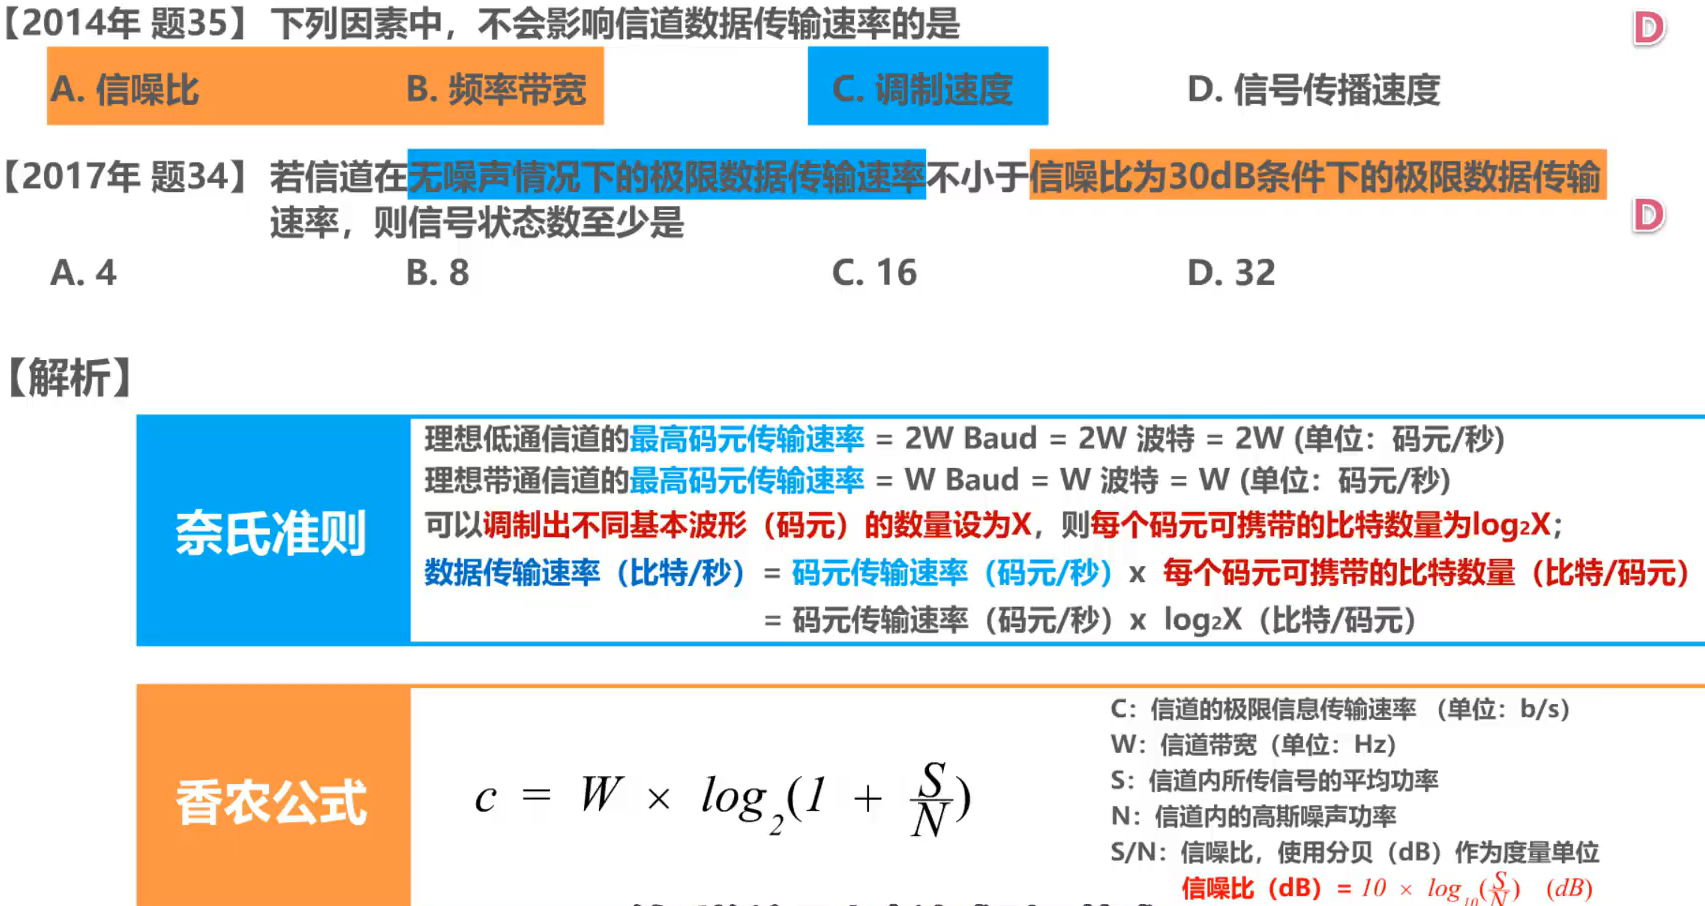 【2014年 题35】 下列因素中，不会影响信道数据传输速率的是 D
A. 信噪比 B. 频率带宽 C. 调制速度 D. 信号传播速度
【2017年 题34】 若信道在无噪声情况下的极限数据传输速率不小于信噪比为30dB条件下的极限数据传输
速率，则信号状态数至少是 D
A. 4 B. 8 C. 16 D. 32
【解析】
奈氏准则
理想低通信道的最高码元传输速率 = 2W Baud = 2W 波特 = 2W (单位：码元/秒)
理想带通信道的最高码元传输速率 = W Baud = W 波特 = W (单位：码元/秒)
可以调制出不同基本波形（码元）的数量设为X，则每个码元可携带的比特数量为log₂X；
数据传输速率（比特/秒） = 码元传输速率（码元/秒） x 每个码元可携带的比特数量（比特/码元）
= 码元传输速率（码元/秒） x log₂X（比特/码元）
香农公式
c = W × log₂(1 + S/N)
C：信道的极限信息传输速率 （单位：b/s）
W：信道带宽（单位：Hz）
S：信道内所传信号的平均功率
N：信道内的高斯噪声功率
S/N：信噪比，使用分贝（dB）作为度量单位
信噪比（dB）= 10 × log₁₀(S/N) (dB)